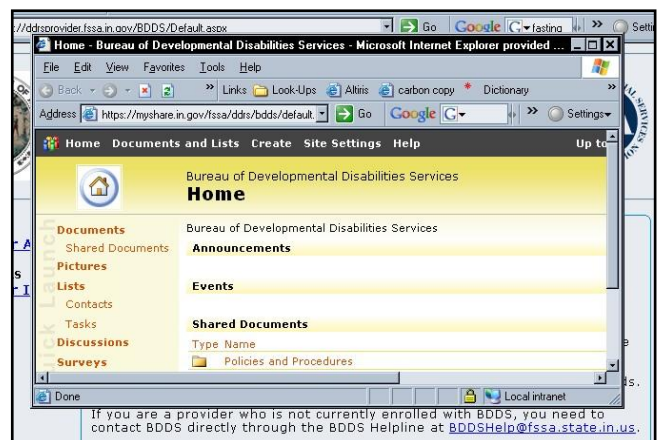 ://ddrsprovider.fssa.in.gov/BDDS/Default.aspx Go Google G fasting » Setti
Home - Bureau of Developmental Disabilities Services - Microsoft Internet Explorer provided ...
File Edit View Favorites Tools Help
Back » Links Look-Ups Altiris carbon copy Dictionary »
Address https://myshare.in.gov/fssa/ddrs/bdds/default. Go Google G » Settings
Home Documents and Lists Create Site Settings Help Up to
Bureau of Developmental Disabilities Services
Home
Quick Launch
Documents
Shared Documents
Pictures
Lists
Contacts
Tasks
Discussions
Surveys
Bureau of Developmental Disabilities Services
Announcements
Events
Shared Documents
Type Name
Policies and Procedures
Done Local intranet
If you are a provider who is not currently enrolled with BDDS, you need to
contact BDDS directly through the BDDS Helpline at BDDSHelp@fssa.state.in.us.